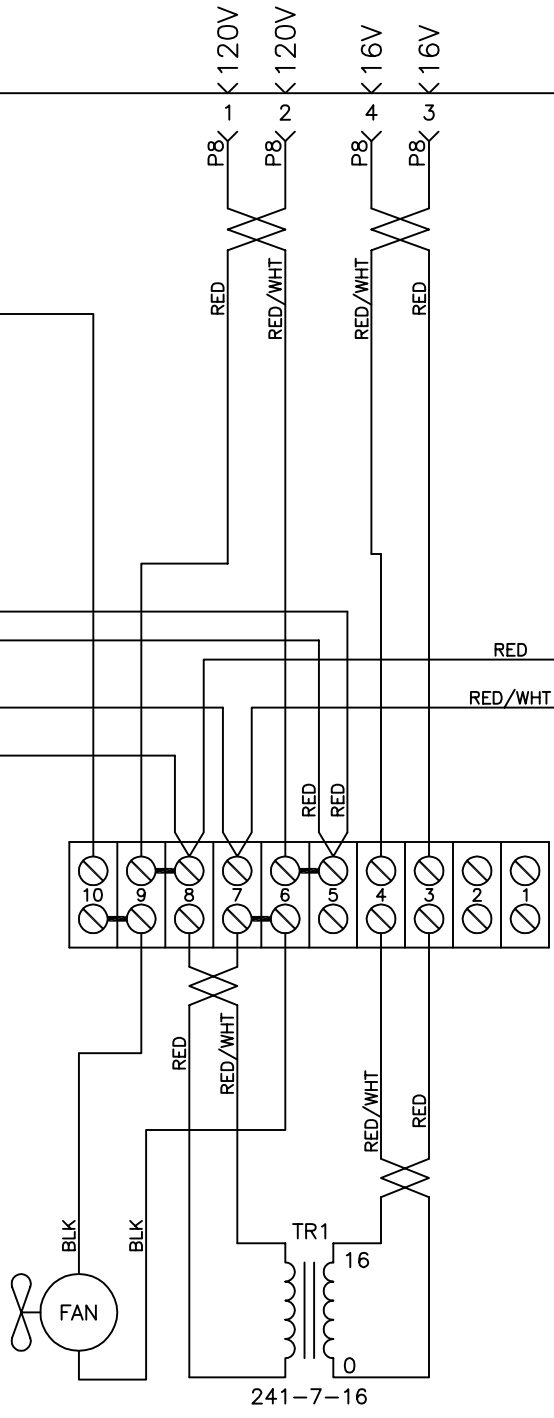 120V 120V 16V 16V
1 2 4 3
P8 P8 P8 P8
RED RED/WHT RED/WHT RED
RED
RED/WHT
RED RED
10 9 8 7 6 5 4 3 2 1
RED RED/WHT RED/WHT RED
BLK BLK
TR1
16
FAN
0
241-7-16